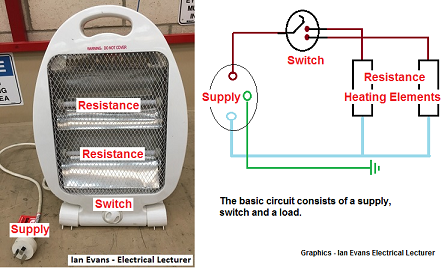 WARNING: DO NOT COVER
Resistance
Resistance
Switch
Supply
Ian Evans - Electrical Lecturer
Switch
Supply
Resistance
Heating Elements
The basic circuit consists of a supply,
switch and a load.
Graphics - Ian Evans Electrical Lecturer